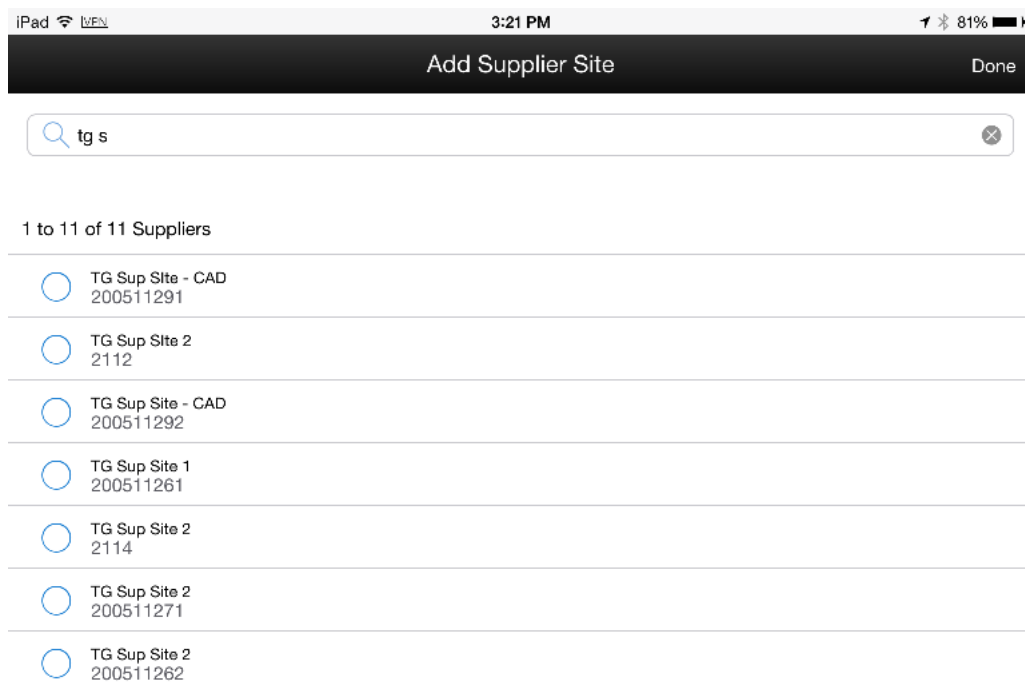 iPad VPN 3:21 PM 81%
Add Supplier Site Done
tg s
1 to 11 of 11 Suppliers
TG Sup SIte - CAD
200511291
TG Sup SIte 2
2112
TG Sup Site - CAD
200511292
TG Sup Site 1
200511261
TG Sup Site 2
2114
TG Sup Site 2
200511271
TG Sup Site 2
200511262